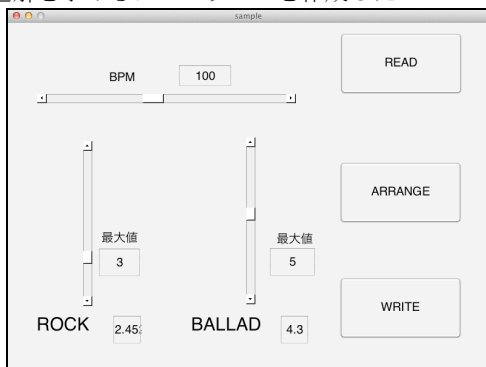 sample
BPM 100
READ
ARRANGE
最大値
3
最大値
5
WRITE
ROCK 2.45
BALLAD 4.3